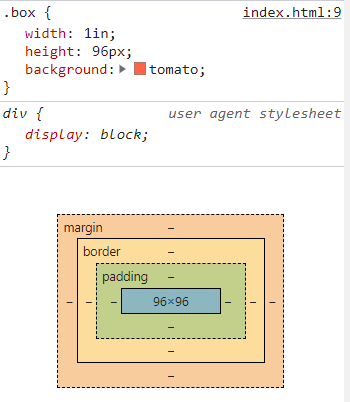 .box { index.html:9
width: 1in;
height: 96px;
background: tomato;
}
div { user agent stylesheet
display: block;
}
margin –
border –
padding –
– – – 96×96 – – –
–
–
–